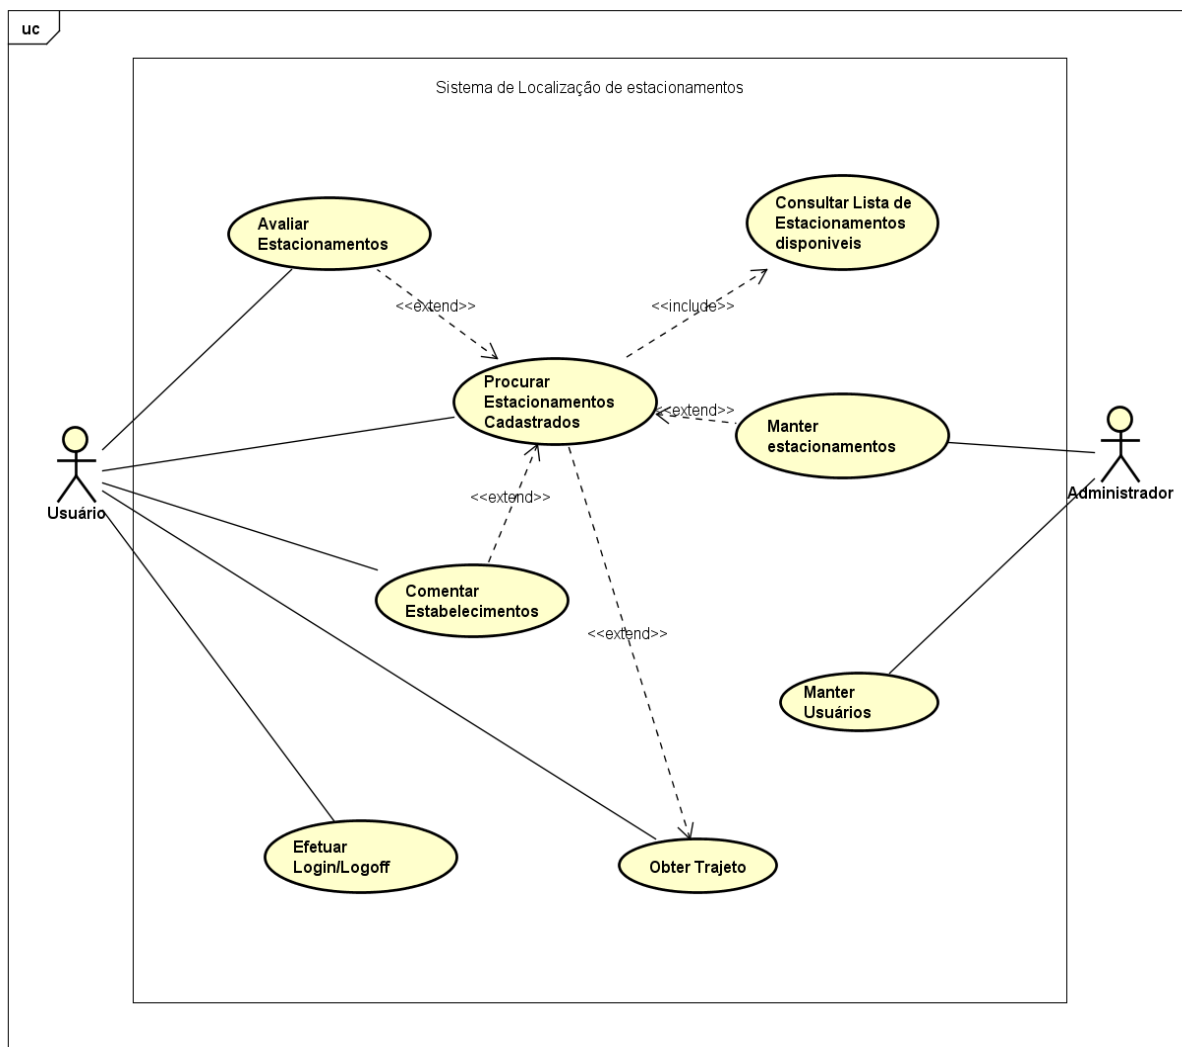 uc
Sistema de Localização de estacionamentos
Avaliar
Estacionamentos
Consultar Lista de
Estacionamentos
disponiveis
<<extend>>
<<include>>
Procurar
Estacionamentos
Cadastrados
<<extend>>
Manter
estacionamentos
Usuário
Administrador
<<extend>>
Comentar
Estabelecimentos
<<extend>>
Manter
Usuários
Efetuar
Login/Logoff
Obter Trajeto